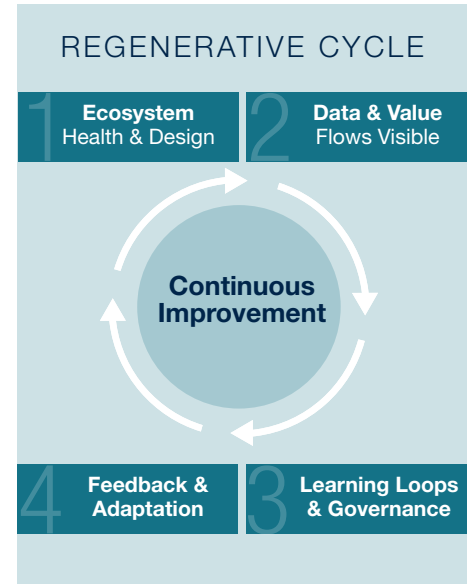 REGENERATIVE CYCLE
1
Ecosystem
Health & Design
2
Data & Value
Flows Visible
Continuous
Improvement
4
Feedback &
Adaptation
3
Learning Loops
& Governance